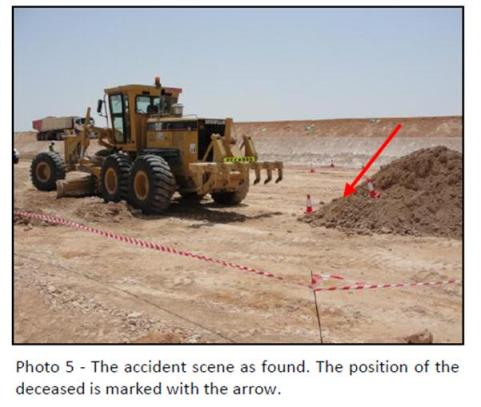 Photo 5 - The accident scene as found. The position of the
deceased is marked with the arrow.